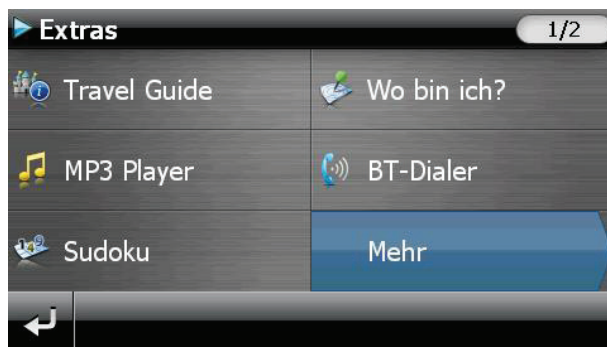 Extras
1/2
Travel Guide
Wo bin ich?
MP3 Player
BT-Dialer
Sudoku
Mehr